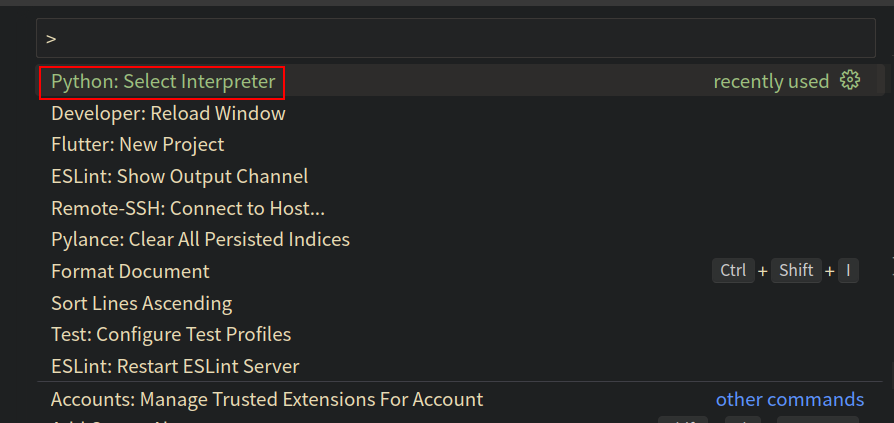 >
Python: Select Interpreter recently used
Developer: Reload Window
Flutter: New Project
ESLint: Show Output Channel
Remote-SSH: Connect to Host...
Pylance: Clear All Persisted Indices
Format Document Ctrl + Shift + I
Sort Lines Ascending
Test: Configure Test Profiles
ESLint: Restart ESLint Server
Accounts: Manage Trusted Extensions For Account other commands